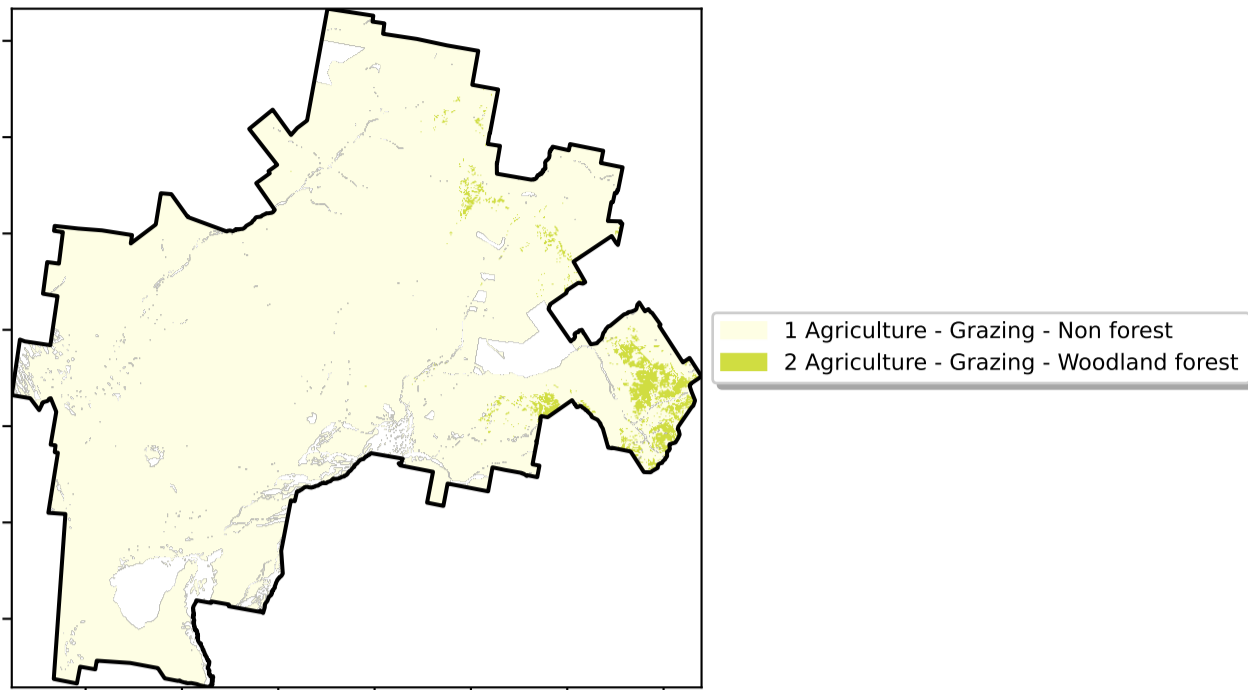 1 Agriculture - Grazing - Non forest
2 Agriculture - Grazing - Woodland forest